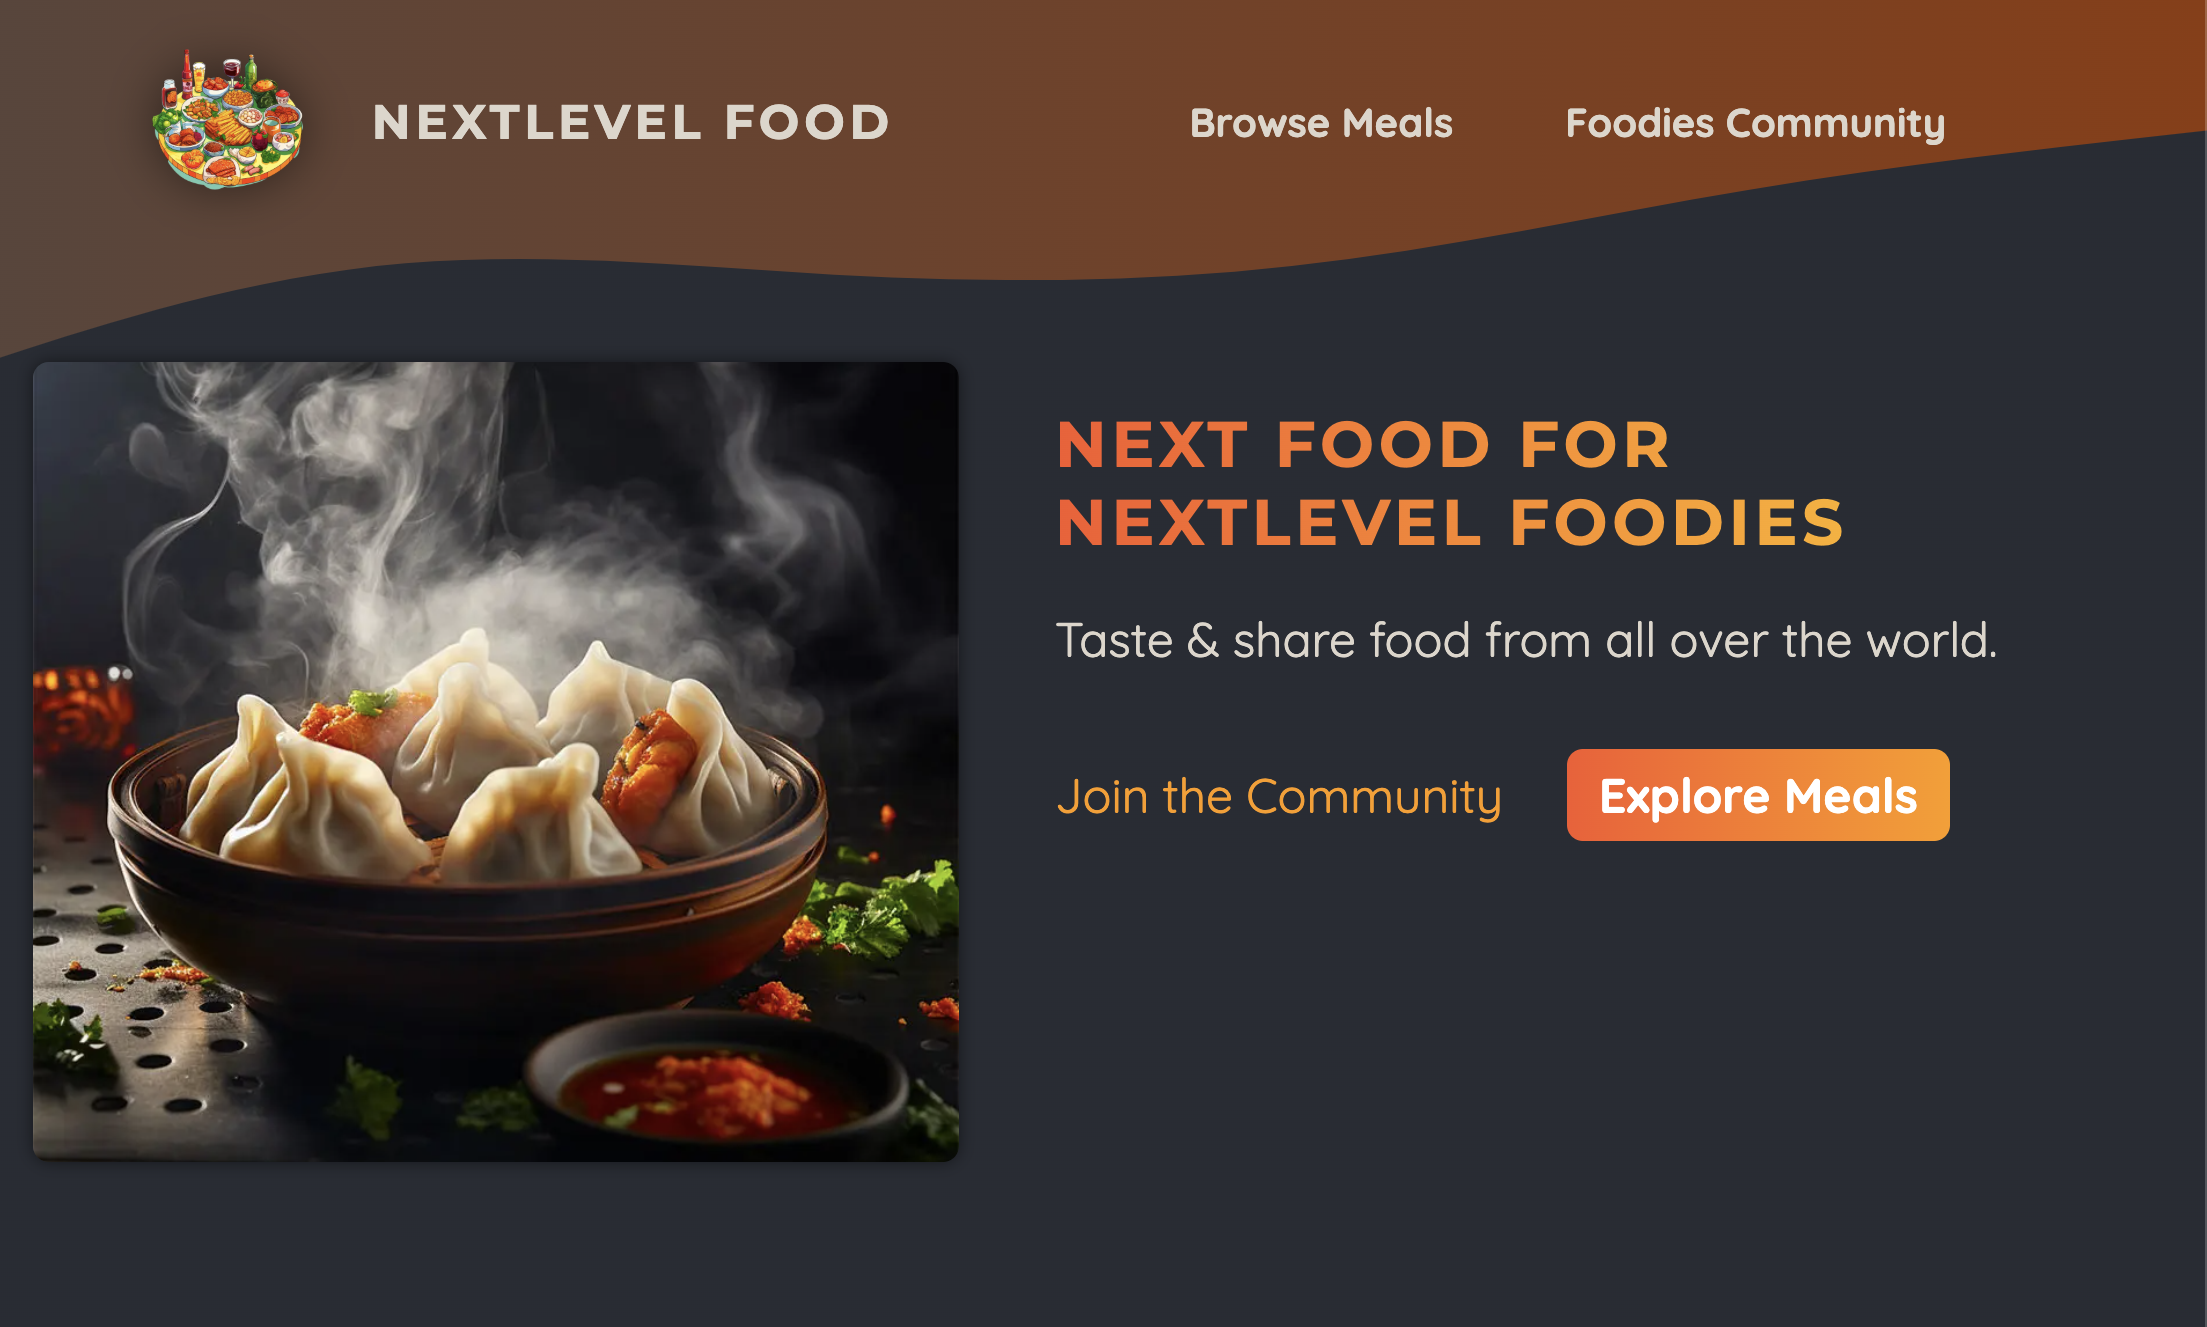 NEXTLEVEL FOOD
Browse Meals
Foodies Community
NEXT FOOD FOR
NEXTLEVEL FOODIES
Taste & share food from all over the world.
Join the Community
Explore Meals